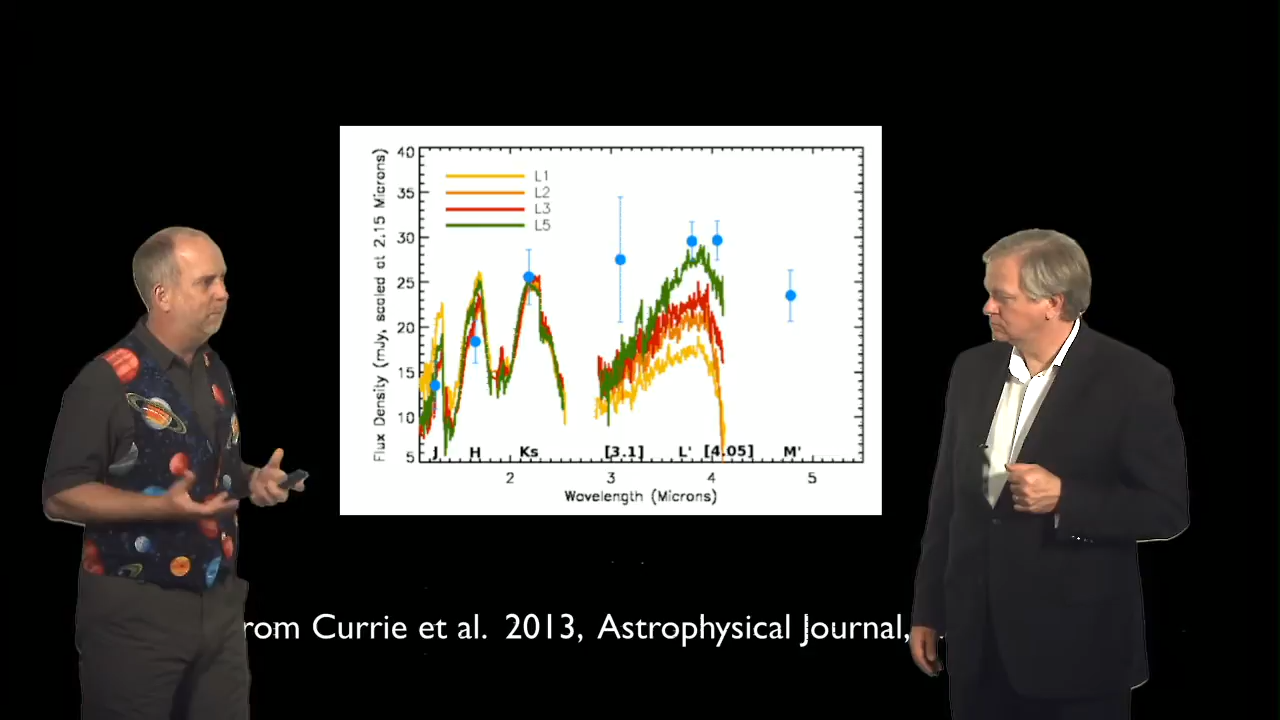 40
35
30
25
20
15
10
5
L1
L2
L3
L5
Flux Density (mJy, scaled at 2.15 Microns)
J H Ks [3.1] L' [4.05] M'
2 3 4 5
Wavelength (Microns)
rom Currie et al. 2013, Astrophysical Journal,